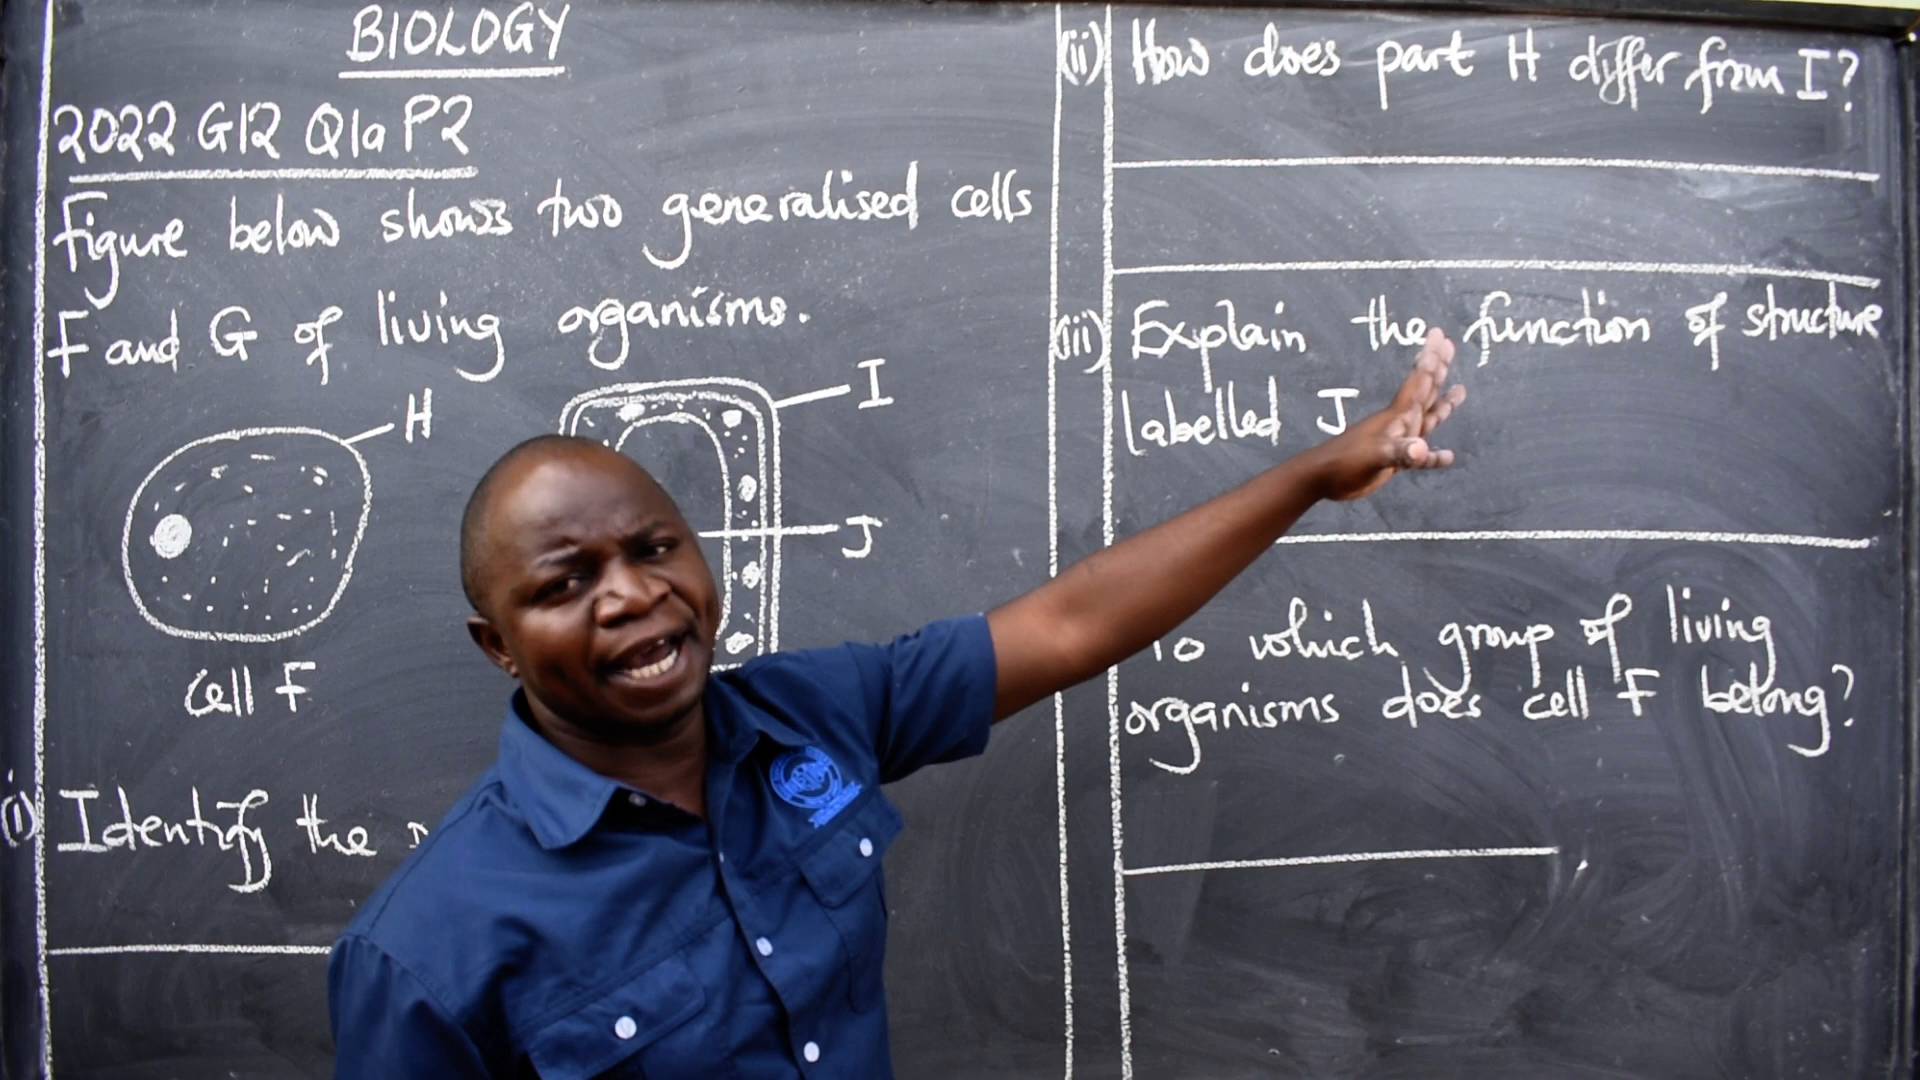 BIOLOGY
2022 G12 Q1a P2
Figure below shows two generalised cells
F and G of living organisms.
H
I
J
Cell F
(i) Identify the
(ii) How does part H differ from I?
(iii) Explain the function of structure
labelled J
To which group of living
organisms does cell F belong?